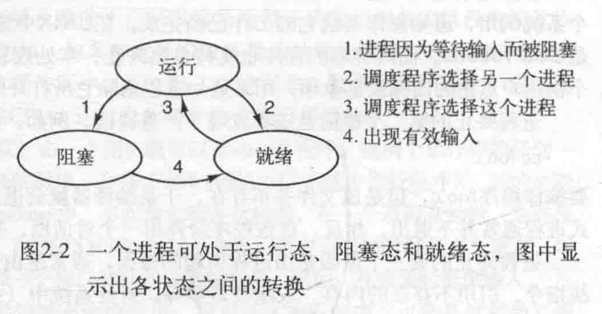 运行
1.进程因为等待输入而被阻塞
1 3 2
2. 调度程序选择另一个进程
3. 调度程序选择这个进程
阻塞 就绪
4. 出现有效输入
4
图2-2 一个进程可处于运行态、阻塞态和就绪态，图中显
示出各状态之间的转换